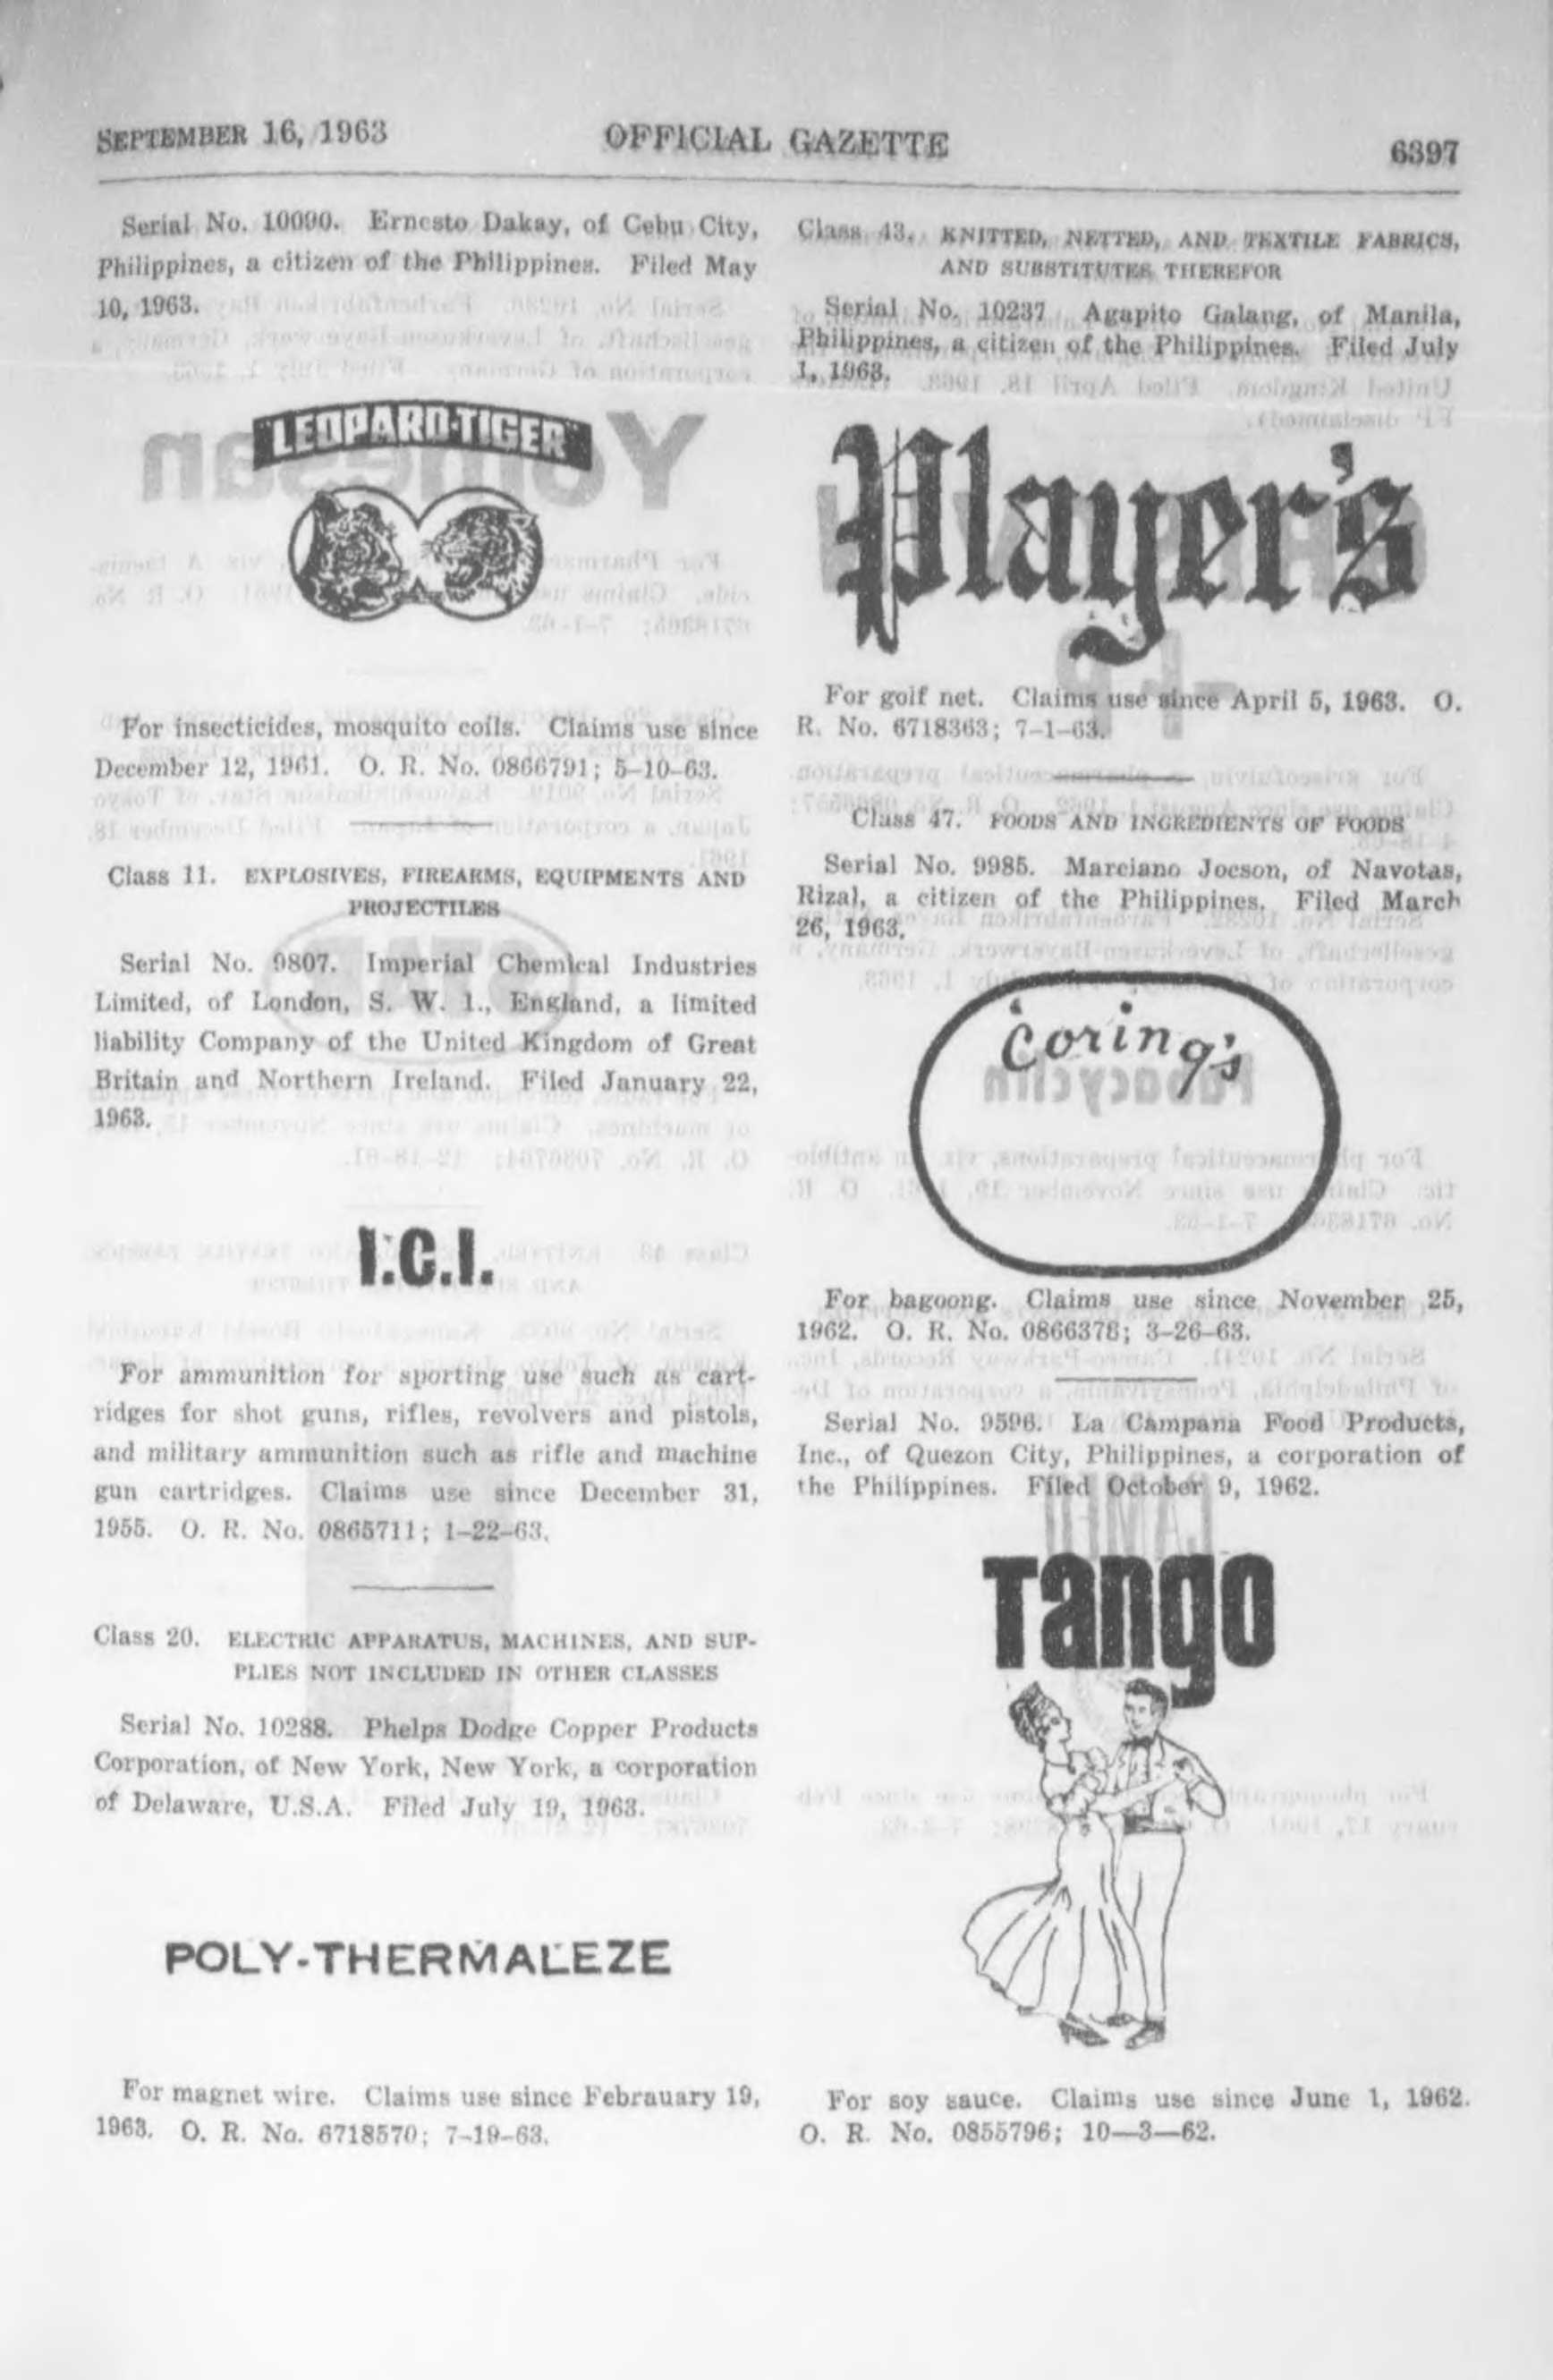 SEPTEMBER 16, 1963 OFFICIAL GAZETTE 6397
Serial No. 10090. Ernesto Dakay, of Cebu City,
Philippines, a citizen of the Philippines. Filed May
10, 1963.
"LEOPARD-TIGER"
For insecticides, mosquito coils. Claims use since
December 12, 1961. O. R. No. 0866791; 5-10-63.
Class 11. EXPLOSIVES, FIREARMS, EQUIPMENTS AND
PROJECTILES
Serial No. 9807. Imperial Chemical Industries
Limited, of London, S. W. 1., England, a limited
liability Company of the United Kingdom of Great
Britain and Northern Ireland. Filed January 22,
1963.
I.C.I.
For ammunition for sporting use such as cart-
ridges for shot guns, rifles, revolvers and pistols,
and military ammunition such as rifle and machine
gun cartridges. Claims use since December 31,
1955. O. R. No. 0865711; 1-22-63.
Class 20. ELECTRIC APPARATUS, MACHINES, AND SUP-
PLIES NOT INCLUDED IN OTHER CLASSES
Serial No. 10288. Phelps Dodge Copper Products
Corporation, of New York, New York, a corporation
of Delaware, U.S.A. Filed July 19, 1963.
POLY-THERMALEZE
For magnet wire. Claims use since Febrauary 19,
1963. O. R. No. 6718570; 7-19-63.
Class 43. KNITTED, NETTED, AND TEXTILE FABRICS,
AND SUBSTITUTES THEREFOR
Serial No. 10237 Agapito Galang, of Manila,
Philippines, a citizen of the Philippines. Filed July
1, 1963.
Player's
For golf net. Claims use since April 5, 1963. O.
R. No. 6718363; 7-1-63.
Class 47. FOODS AND INGREDIENTS OF FOODS
Serial No. 9985. Marciano Jocson, of Navotas,
Rizal, a citizen of the Philippines. Filed March
26, 1963.
coring's
For bagoong. Claims use since November 25,
1962. O. R. No. 0866378; 3-26-63.
Serial No. 9596. La Campana Food Products,
Inc., of Quezon City, Philippines, a corporation of
the Philippines. Filed October 9, 1962.
Tango
For soy sauce. Claims use since June 1, 1962.
O. R. No. 0855796; 10—3—62.